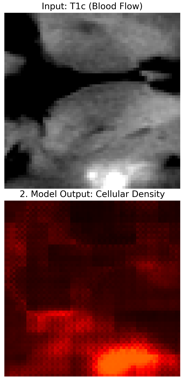 Input: T1c (Blood Flow)
2. Model Output: Cellular Density